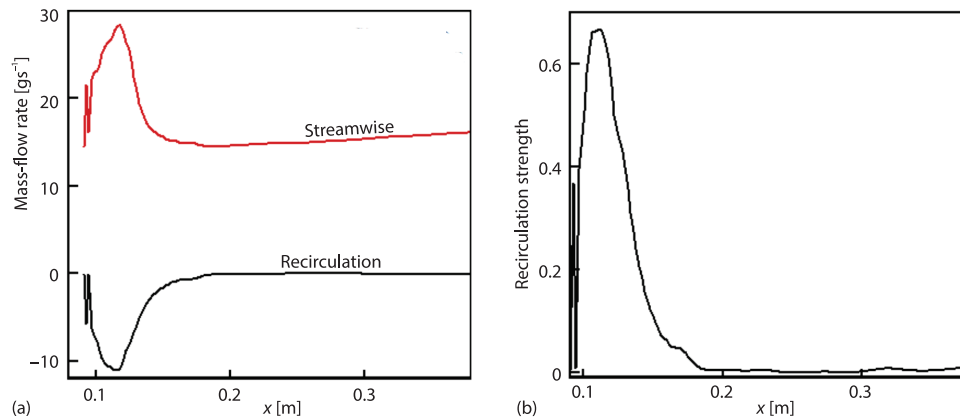 Mass-flow rate [gs⁻¹]
30
20
10
0
−10
Streamwise
Recirculation
0.1
0.2
0.3
x [m]
(a)
Recirculation strength
0.6
0.4
0.2
0
0.1
0.2
0.3
x [m]
(b)